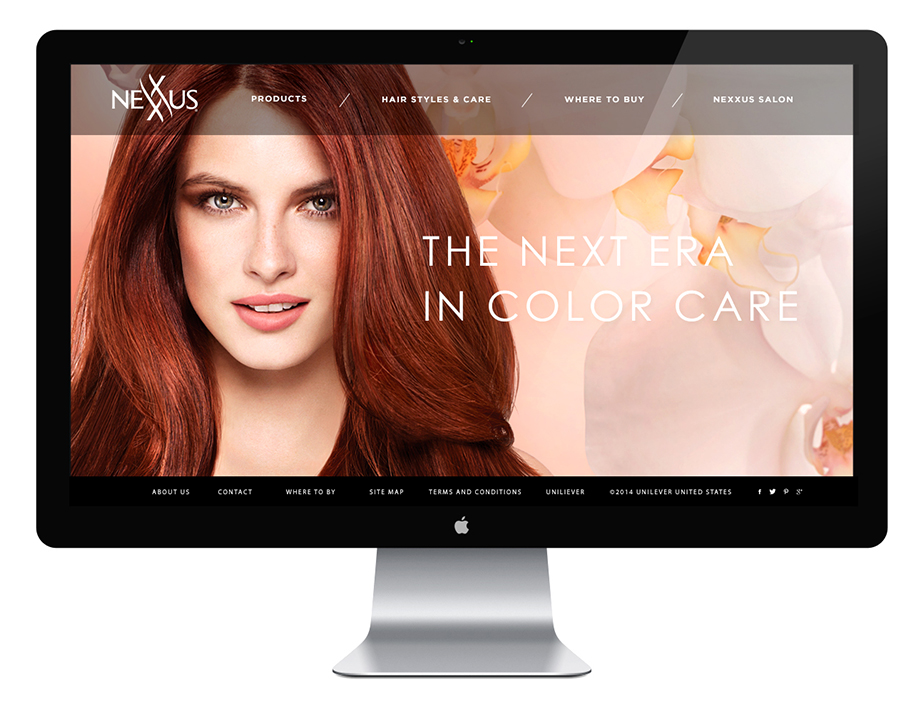 NEXXUS
PRODUCTS / HAIR STYLES & CARE / WHERE TO BUY / NEXXUS SALON
THE NEXT ERA
IN COLOR CARE
ABOUT US CONTACT WHERE TO BY SITE MAP TERMS AND CONDITIONS UNILIEVER ©2014 UNILEVER UNITED STATES f g+